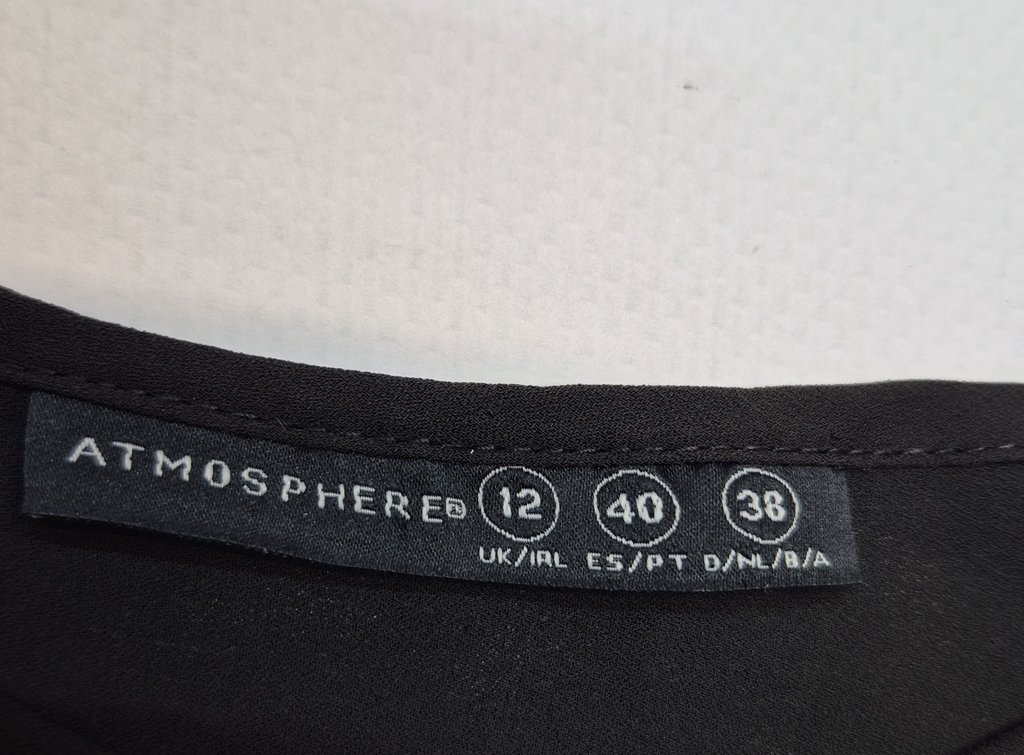 ATMOSPHERE® 12 40 38
UK/IRL ES/PT D/NL/B/A